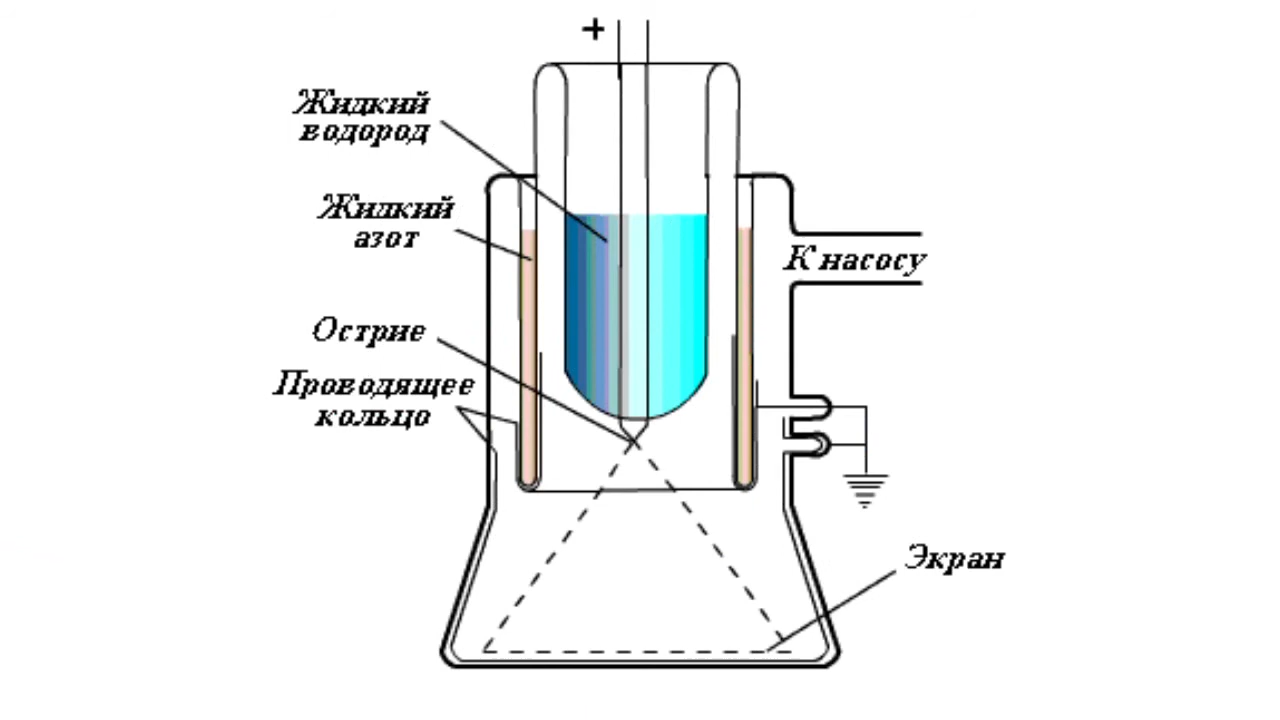 +
Жидкий
водород
Жидкий
азот
К насосу
Острие
Проводящее
кольцо
Экран